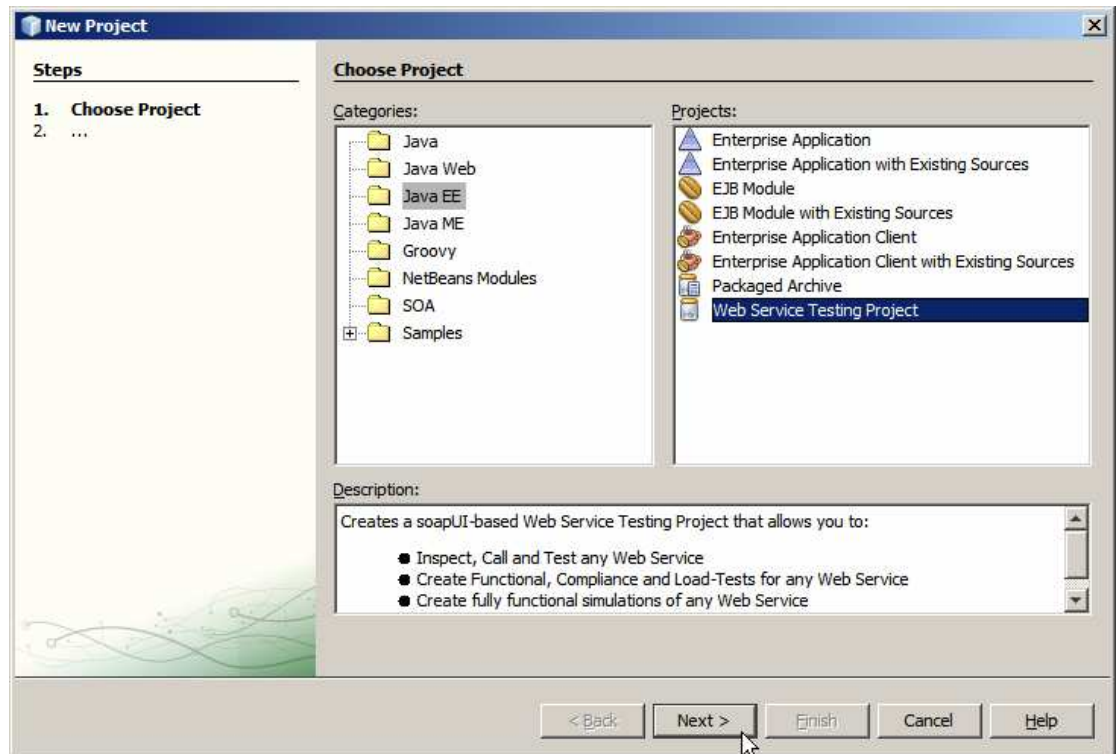 New Project
Steps
1. Choose Project
2. ...
Choose Project
Categories:
Java
Java Web
Java EE
Java ME
Groovy
NetBeans Modules
SOA
Samples
Projects:
Enterprise Application
Enterprise Application with Existing Sources
EJB Module
EJB Module with Existing Sources
Enterprise Application Client
Enterprise Application Client with Existing Sources
Packaged Archive
Web Service Testing Project
Description:
Creates a soapUI-based Web Service Testing Project that allows you to:
● Inspect, Call and Test any Web Service
● Create Functional, Compliance and Load-Tests for any Web Service
● Create fully functional simulations of any Web Service
< Back Next > Finish Cancel Help